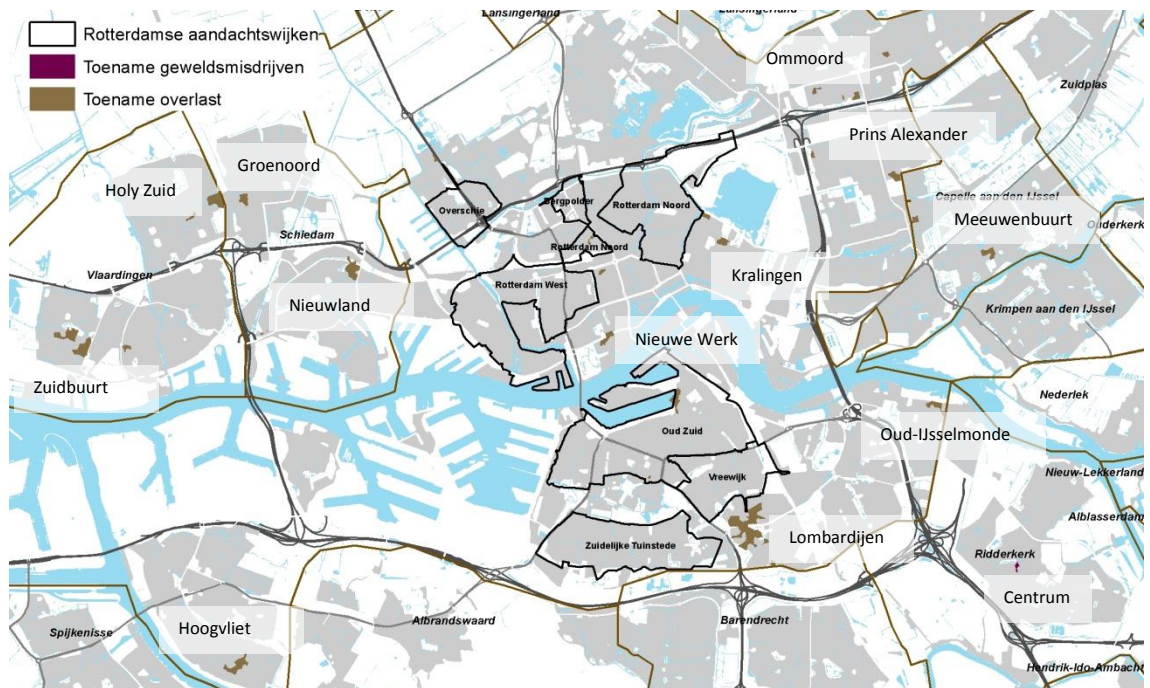 Rotterdamse aandachtswijken
Toename geweldsmisdrijven
Toename overlast
Lansingerland
Lansingerland
Ommoord
Zuidplas
Prins Alexander
Groenoord
Holy Zuid
Capelle aan den IJssel
Meeuwenbuurt
Ouderkerk
Overschie
Bergpolder
Rotterdam Noord
Schiedam
Rotterdam Noord
Vlaardingen
Rotterdam West
Kralingen
Nieuwland
Krimpen aan den IJssel
Nieuwe Werk
Zuidbuurt
Nederlek
Oud Zuid
Oud-IJsselmonde
Nieuw-Lekkerland
Vreewijk
Alblasserdam
Lombardijen
Zuidelijke Tuinstede
Ridderkerk
Centrum
Hoogvliet
Albrandswaard
Barendrecht
Spijkenisse
Hendrik-Ido-Ambacht